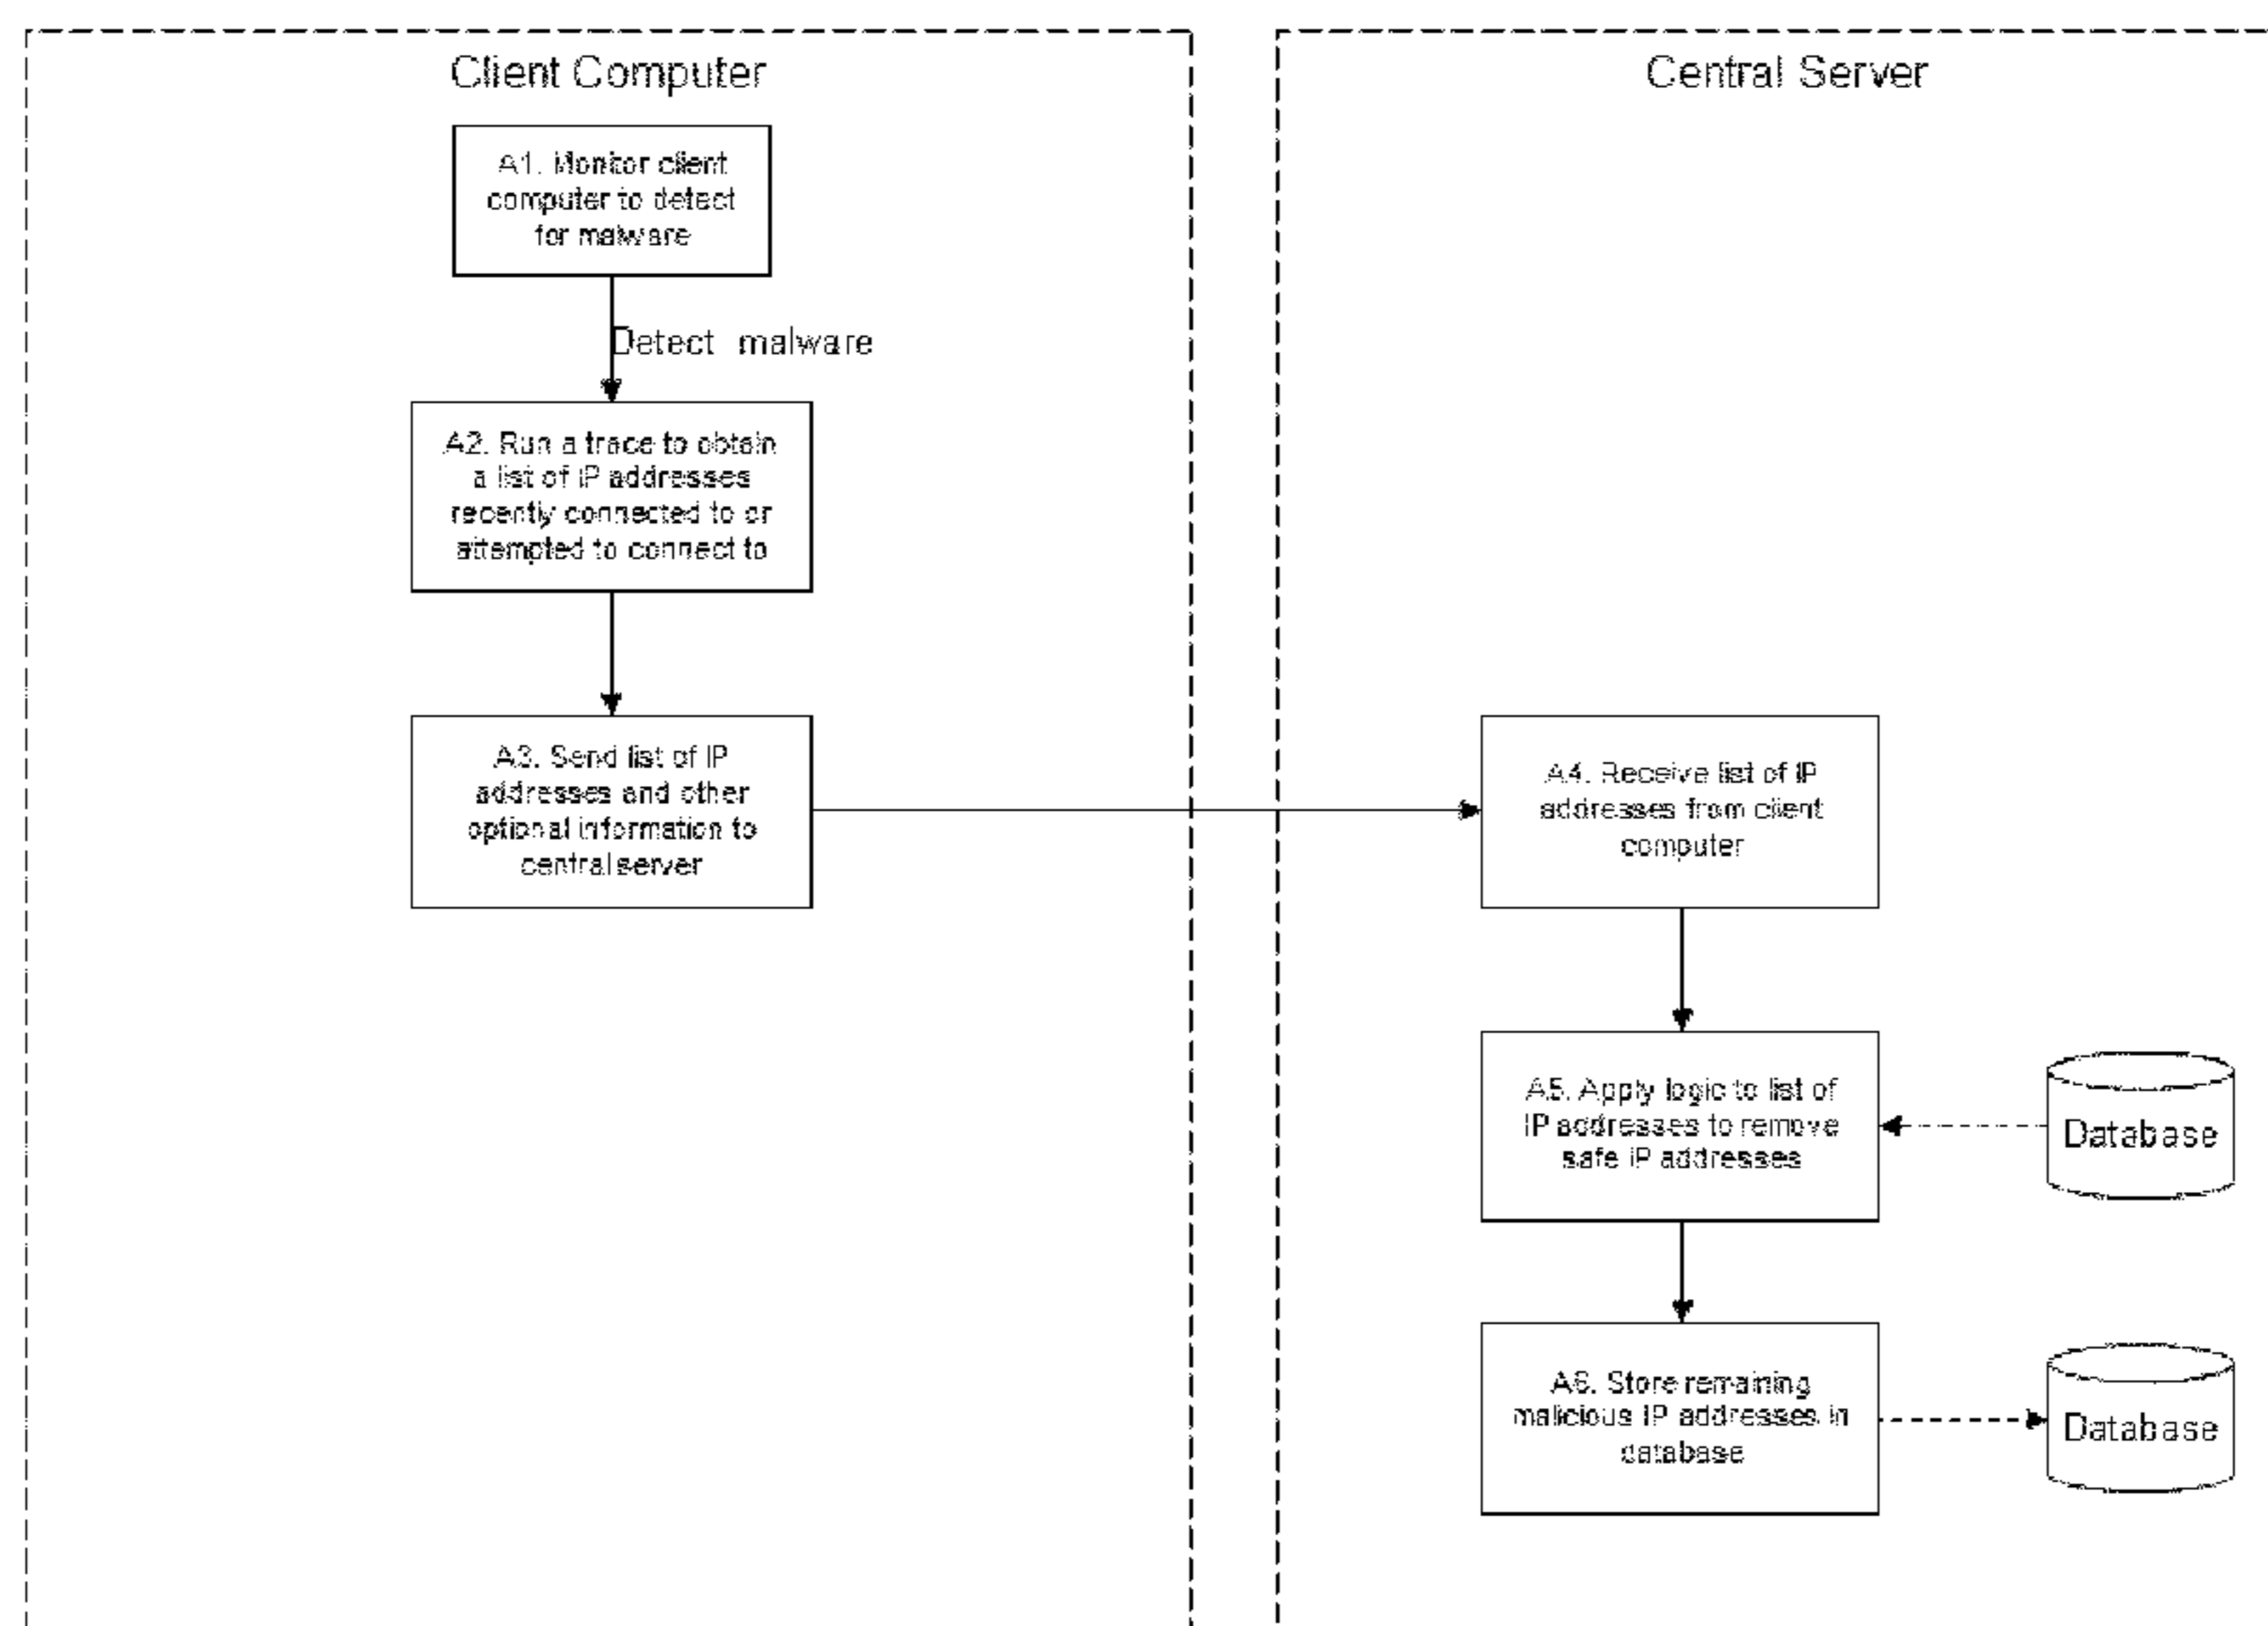 Client Computer
A1. Monitor client
computer to detect
for malware
Detect malware
A2. Run a trace to obtain
a list of IP addresses
recently connected to or
attempted to connect to
A3. Send list of IP
addresses and other
optional information to
central server
Central Server
A4. Receive list of IP
addresses from client
computer
A5. Apply logic to list of
IP addresses to remove
safe IP addresses
Database
A6. Store remaining
malicious IP addresses in
database
Database